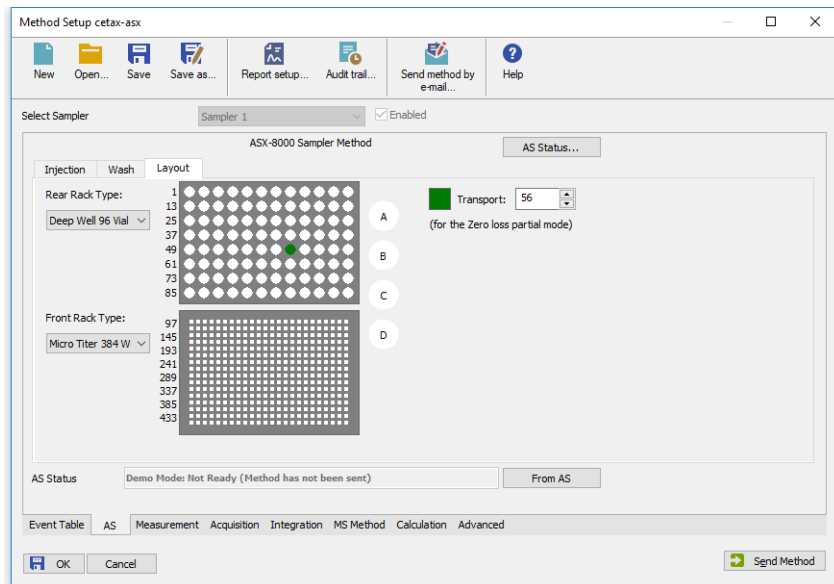 Method Setup cetax-asx
New Open... Save Save as... Report setup... Audit trail... Send method by e-mail... Help
Select Sampler Sampler 1 Enabled
ASX-8000 Sampler Method AS Status...
Injection Wash Layout
Rear Rack Type:
Deep Well 96 Vial
1
13
25
37
49
61
73
85
A
B
C
D
Transport: 56
(for the Zero loss partial mode)
Front Rack Type:
Micro Titer 384 W
97
145
193
241
289
337
385
433
AS Status Demo Mode: Not Ready (Method has not been sent) From AS
Event Table AS Measurement Acquisition Integration MS Method Calculation Advanced
OK Cancel Send Method